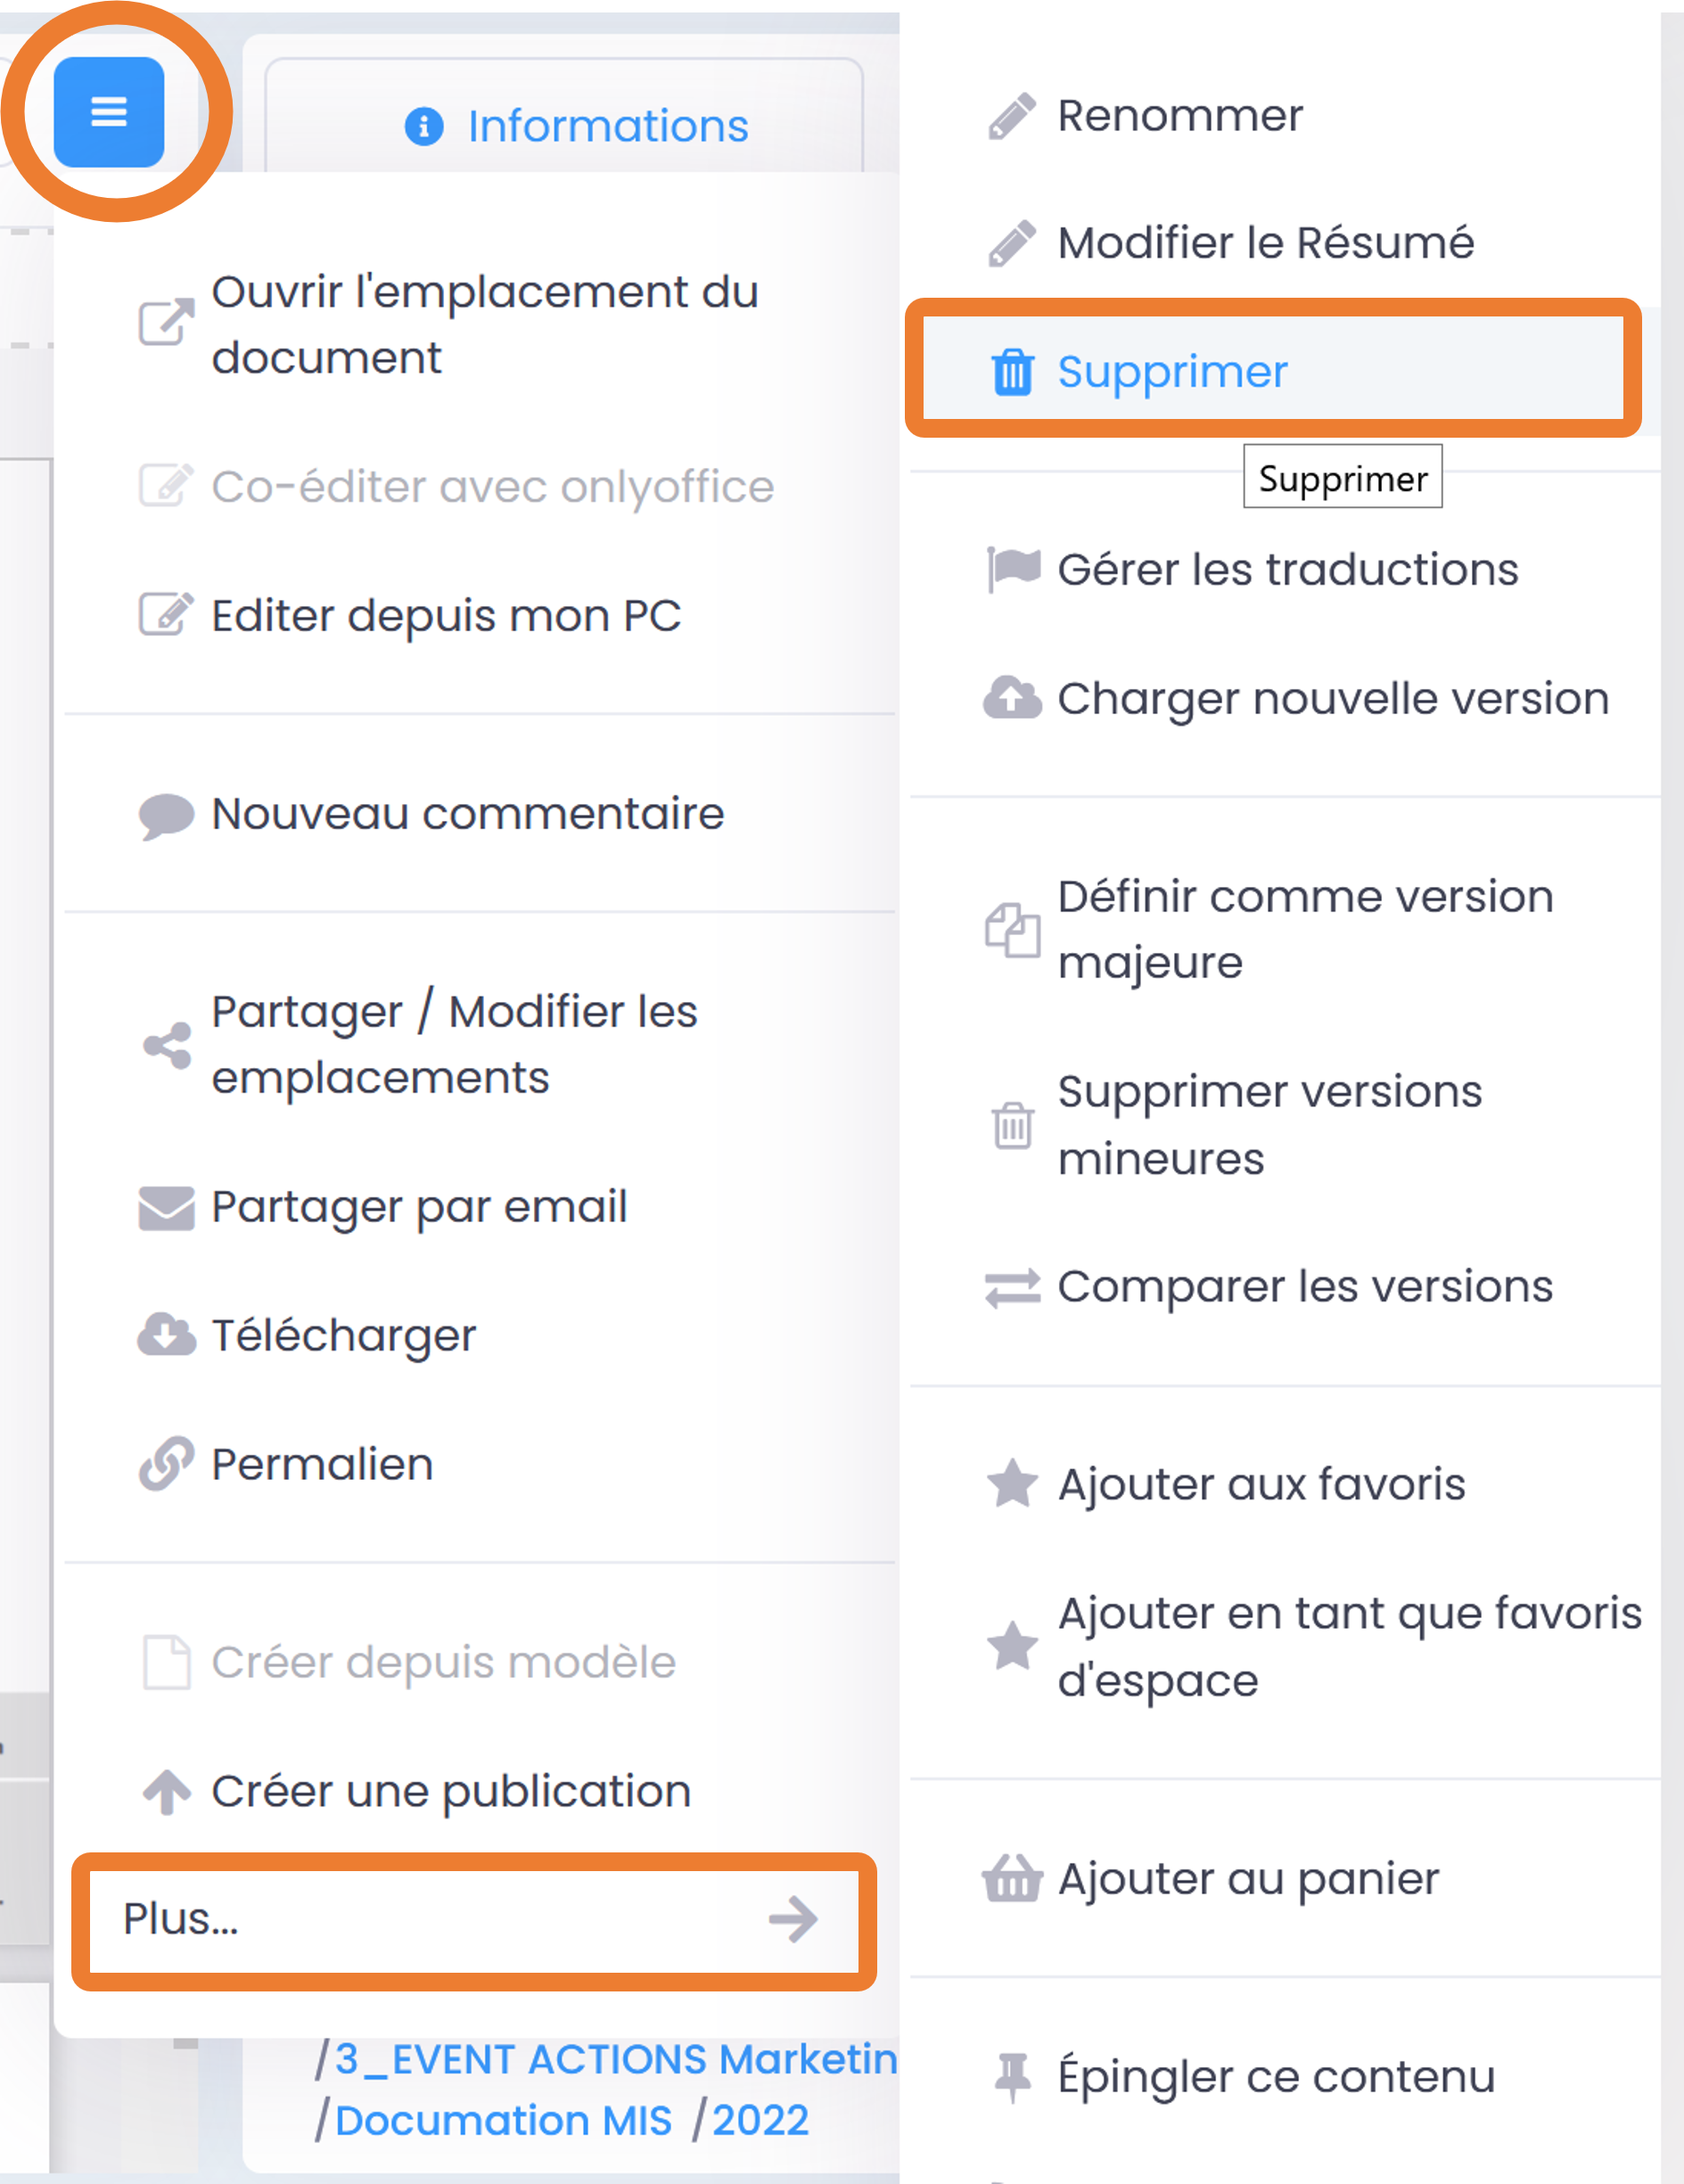 Informations
Ouvrir l'emplacement du
document
Co-éditer avec onlyoffice
Editer depuis mon PC
Nouveau commentaire
Partager / Modifier les
emplacements
Partager par email
Télécharger
Permalien
Créer depuis modèle
Créer une publication
Plus...
/3_EVENT ACTIONS Marketin
/Documation MIS /2022
Renommer
Modifier le Résumé
Supprimer
Supprimer
Gérer les traductions
Charger nouvelle version
Définir comme version
majeure
Supprimer versions
mineures
Comparer les versions
Ajouter aux favoris
Ajouter en tant que favoris
d'espace
Ajouter au panier
Épingler ce contenu